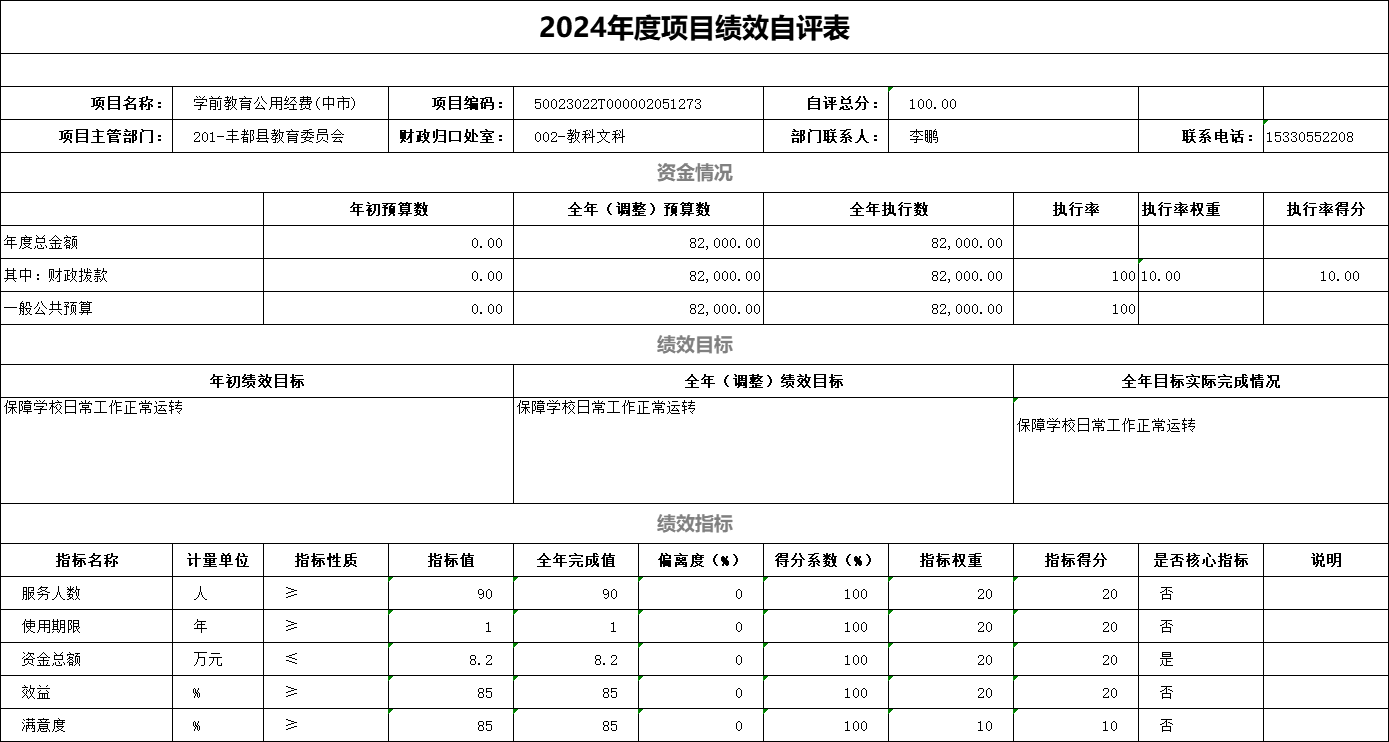 2024年度项目绩效自评表
项目名称： 学前教育公用经费(中市) 项目编码： 50023022T000002051273 自评总分： 100.00
项目主管部门： 201-丰都县教育委员会 财政归口处室： 002-教科文科 部门联系人： 李鹏 联系电话： 15330552208
资金情况
年初预算数 全年（调整）预算数 全年执行数 执行率 执行率权重 执行率得分
年度总金额 0.00 82,000.00 82,000.00
其中：财政拨款 0.00 82,000.00 82,000.00 100 10.00 10.00
一般公共预算 0.00 82,000.00 82,000.00 100
绩效目标
年初绩效目标 全年（调整）绩效目标 全年目标实际完成情况
保障学校日常工作正常运转 保障学校日常工作正常运转 保障学校日常工作正常运转
绩效指标
指标名称 计量单位 指标性质 指标值 全年完成值 偏离度（%） 得分系数（%） 指标权重 指标得分 是否核心指标 说明
服务人数 人 ≥ 90 90 0 100 20 20 否
使用期限 年 ≥ 1 1 0 100 20 20 否
资金总额 万元 ≤ 8.2 8.2 0 100 20 20 是
效益 % ≥ 85 85 0 100 20 20 否
满意度 % ≥ 85 85 0 100 10 10 否